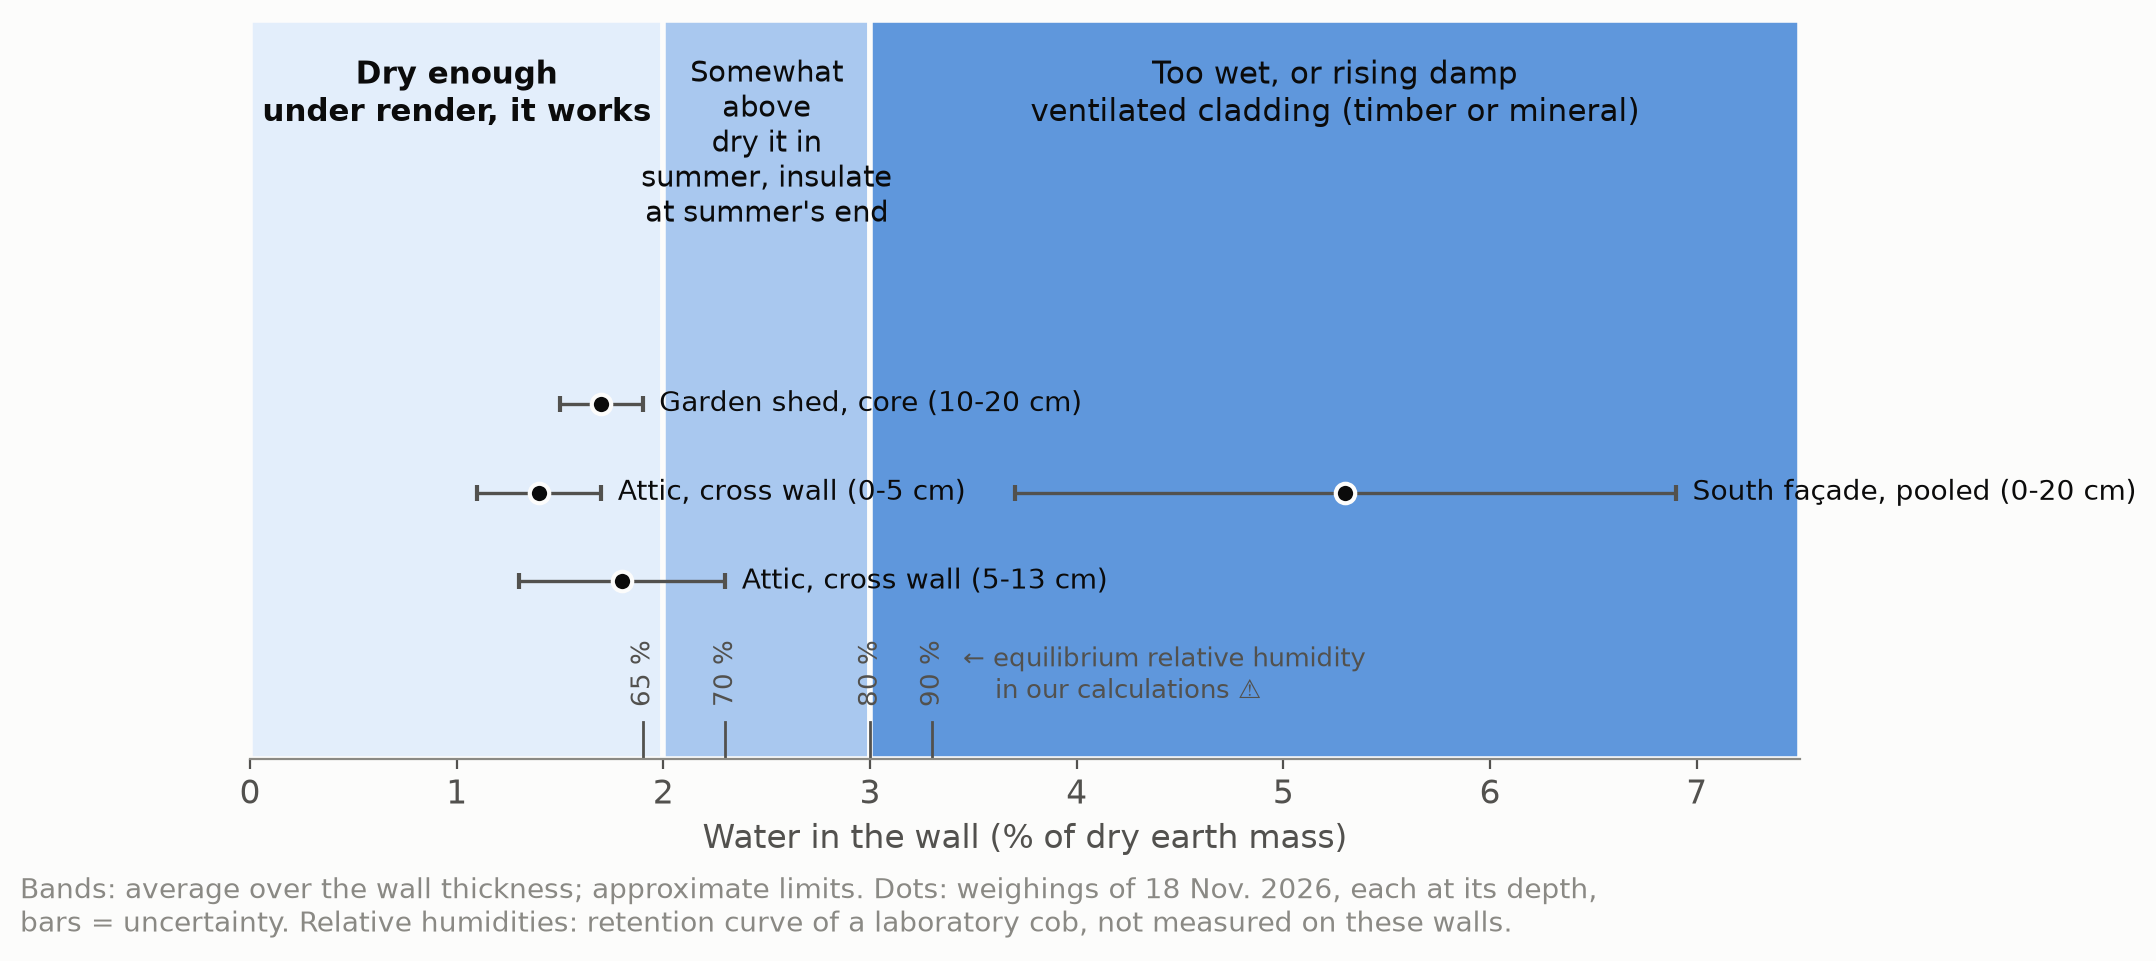 Dry enough
under render, it works
Somewhat
above
dry it in
summer, insulate
at summer's end
Too wet, or rising damp
ventilated cladding (timber or mineral)
Garden shed, core (10-20 cm)
Attic, cross wall (0-5 cm)
South façade, pooled (0-20 cm)
Attic, cross wall (5-13 cm)
65 %
70 %
80 %
90 %
← equilibrium relative humidity
in our calculations ⚠
0 1 2 3 4 5 6 7
Water in the wall (% of dry earth mass)
Bands: average over the wall thickness; approximate limits. Dots: weighings of 18 Nov. 2026, each at its depth,
bars = uncertainty. Relative humidities: retention curve of a laboratory cob, not measured on these walls.